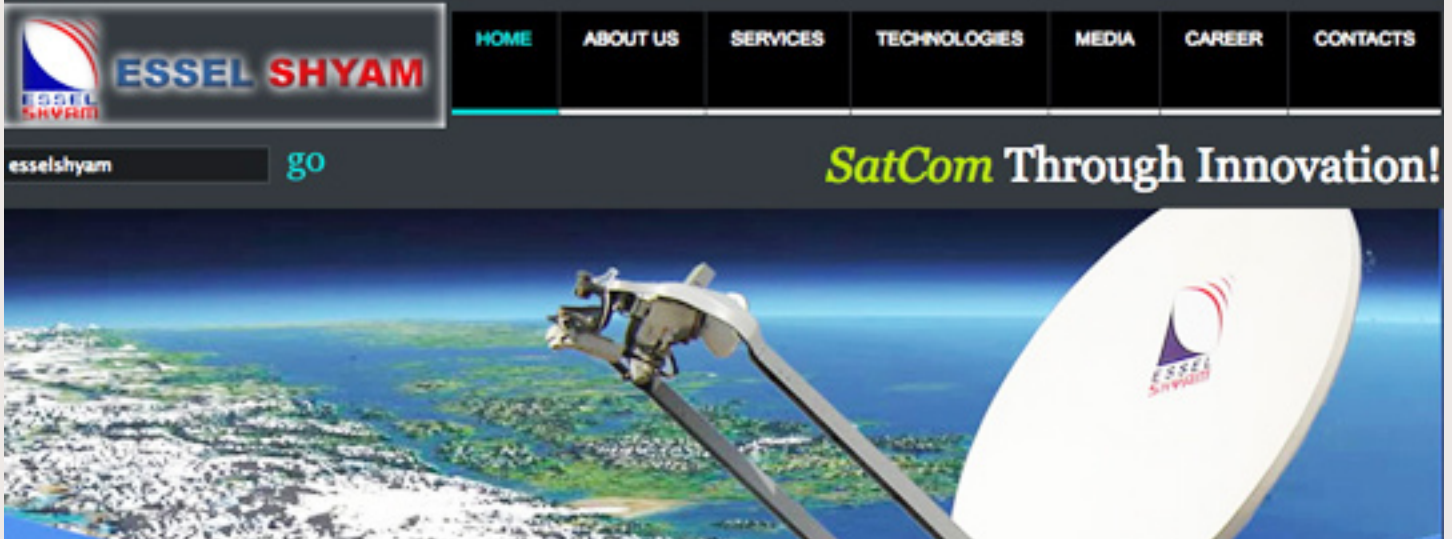 ESSEL SHYAM
ESSEL
SHYAM
HOME
ABOUT US
SERVICES
TECHNOLOGIES
MEDIA
CAREER
CONTACTS
esselshyam
go
SatCom Through Innovation!
ESSEL
SHYAM